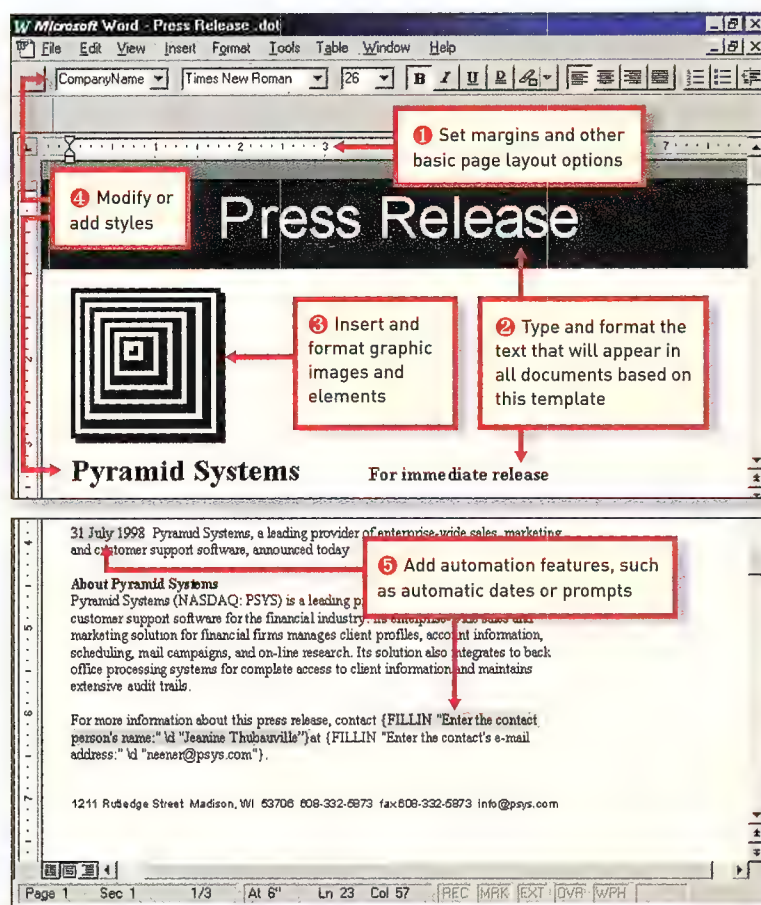 Microsoft Word - Press Release .dot
File Edit View Insert Format Tools Table Window Help
CompanyName Times New Roman 26 B I U D
2 3 7
1 Set margins and other
basic page layout options
4 Modify or
add styles
Press Release
3 Insert and
format graphic
images and
elements
2 Type and format the
text that will appear in
all documents based on
this template
Pyramid Systems For immediate release
31 July 1998 Pyramid Systems, a leading provider of enterprise-wide sales, marketing
and customer support software, announced today
5 Add automation features, such
as automatic dates or prompts
About Pyramid Systems
Pyramid Systems (NASDAQ: PSYS) is a leading
customer support software for the financial industry. Its enterprise-wide sales and
marketing solution for financial firms manages client profiles, account information,
scheduling, mail campaigns, and on-line research. Its solution also integrates to back
office processing systems for complete access to client information and maintains
extensive audit trails.
For more information about this press release, contact {FILLIN "Enter the contact
person's name:" \d "Jeanine Thubauville"}at {FILLIN "Enter the contact's e-mail
address:" \d "neener@psys.com"}.
1211 Rutledge Street Madison, WI 53706 608-332-5873 fax608-332-5873 info@psys.com
Page 1 Sec 1 1/3 At 6" Ln 23 Col 57 REC MRK EXT OVR WPH